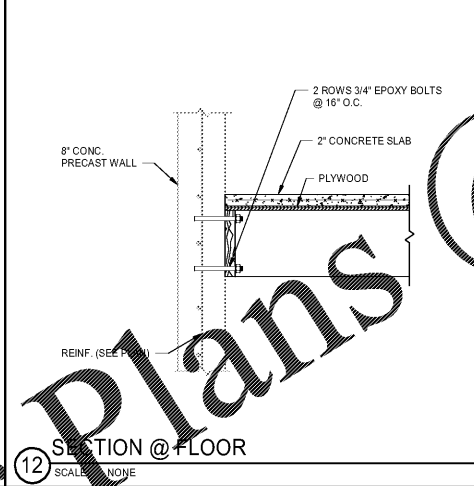 2 ROWS 3/4" EPOXY BOLTS
@ 16" O.C.
8" CONC.
PRECAST WALL
2" CONCRETE SLAB
PLYWOOD
REINF. (SEE PLAN)
Plans
12
SECTION @ FLOOR
SCALE NONE